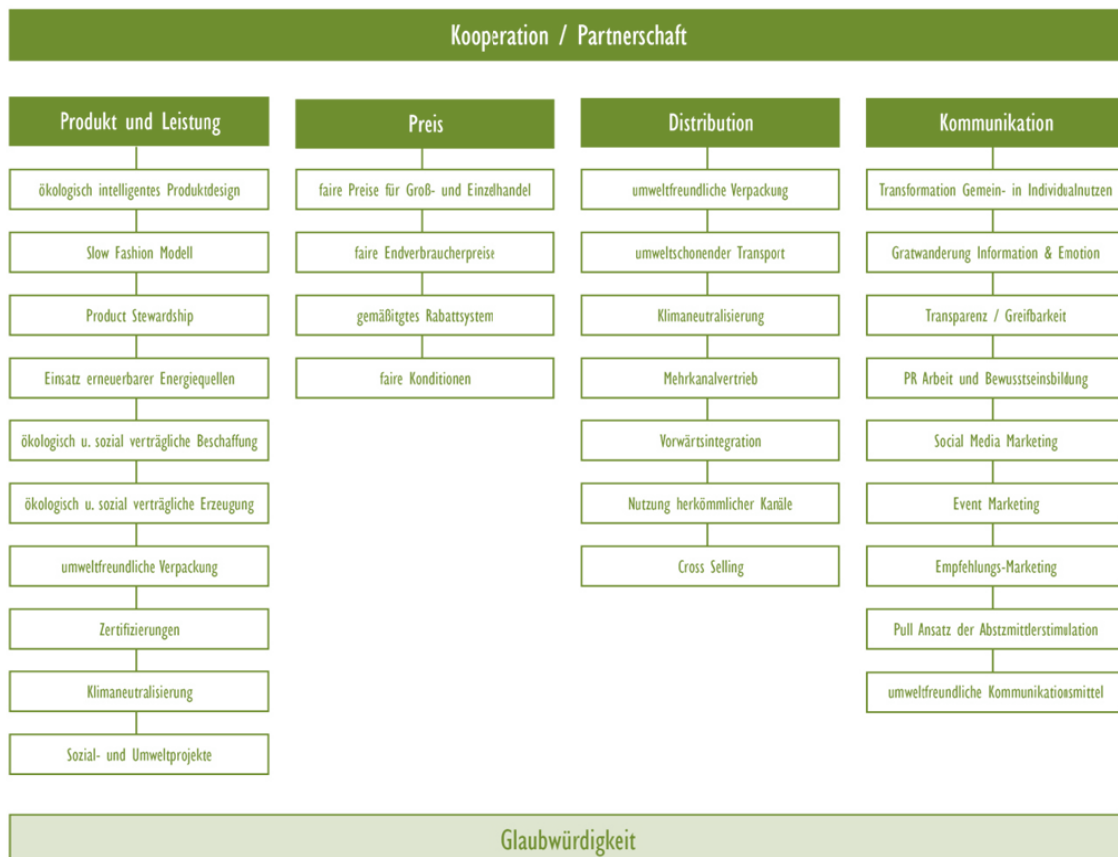 Kooperation / Partnerschaft
Produkt und Leistung
ökologisch intelligentes Produktdesign
Slow Fashion Modell
Product Stewardship
Einsatz erneuerbarer Energiequellen
ökologisch u. sozial verträgliche Beschaffung
ökologisch u. sozial verträgliche Erzeugung
umweltfreundliche Verpackung
Zertifizierungen
Klimaneutralisierung
Sozial- und Umweltprojekte
Preis
faire Preise für Groß- und Einzelhandel
faire Endverbraucherpreise
gemäßitgtes Rabattsystem
faire Konditionen
Distribution
umweltfreundliche Verpackung
umweltschonender Transport
Klimaneutralisierung
Mehrkanalvertrieb
Vorwärtsintegration
Nutzung herkömmlicher Kanäle
Cross Selling
Kommunikation
Transformation Gemein- in Individualnutzen
Gratwanderung Information & Emotion
Transparenz / Greifbarkeit
PR Arbeit und Bewusstseinsbildung
Social Media Marketing
Event Marketing
Empfehlungs-Marketing
Pull Ansatz der Abstzmittlerstimulation
umweltfreundliche Kommunikationsmittel
Glaubwürdigkeit